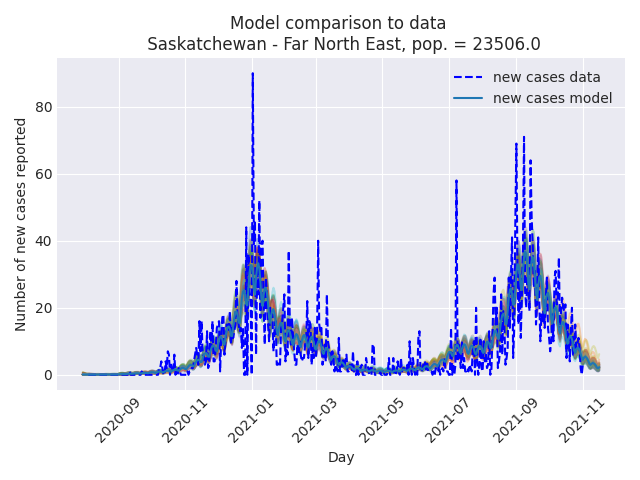 Model comparison to data
Saskatchewan - Far North East, pop. = 23506.0
new cases data
new cases model
Number of new cases reported
80
60
40
20
0
2020-09
2020-11
2021-01
2021-03
2021-05
2021-07
2021-09
2021-11
Day